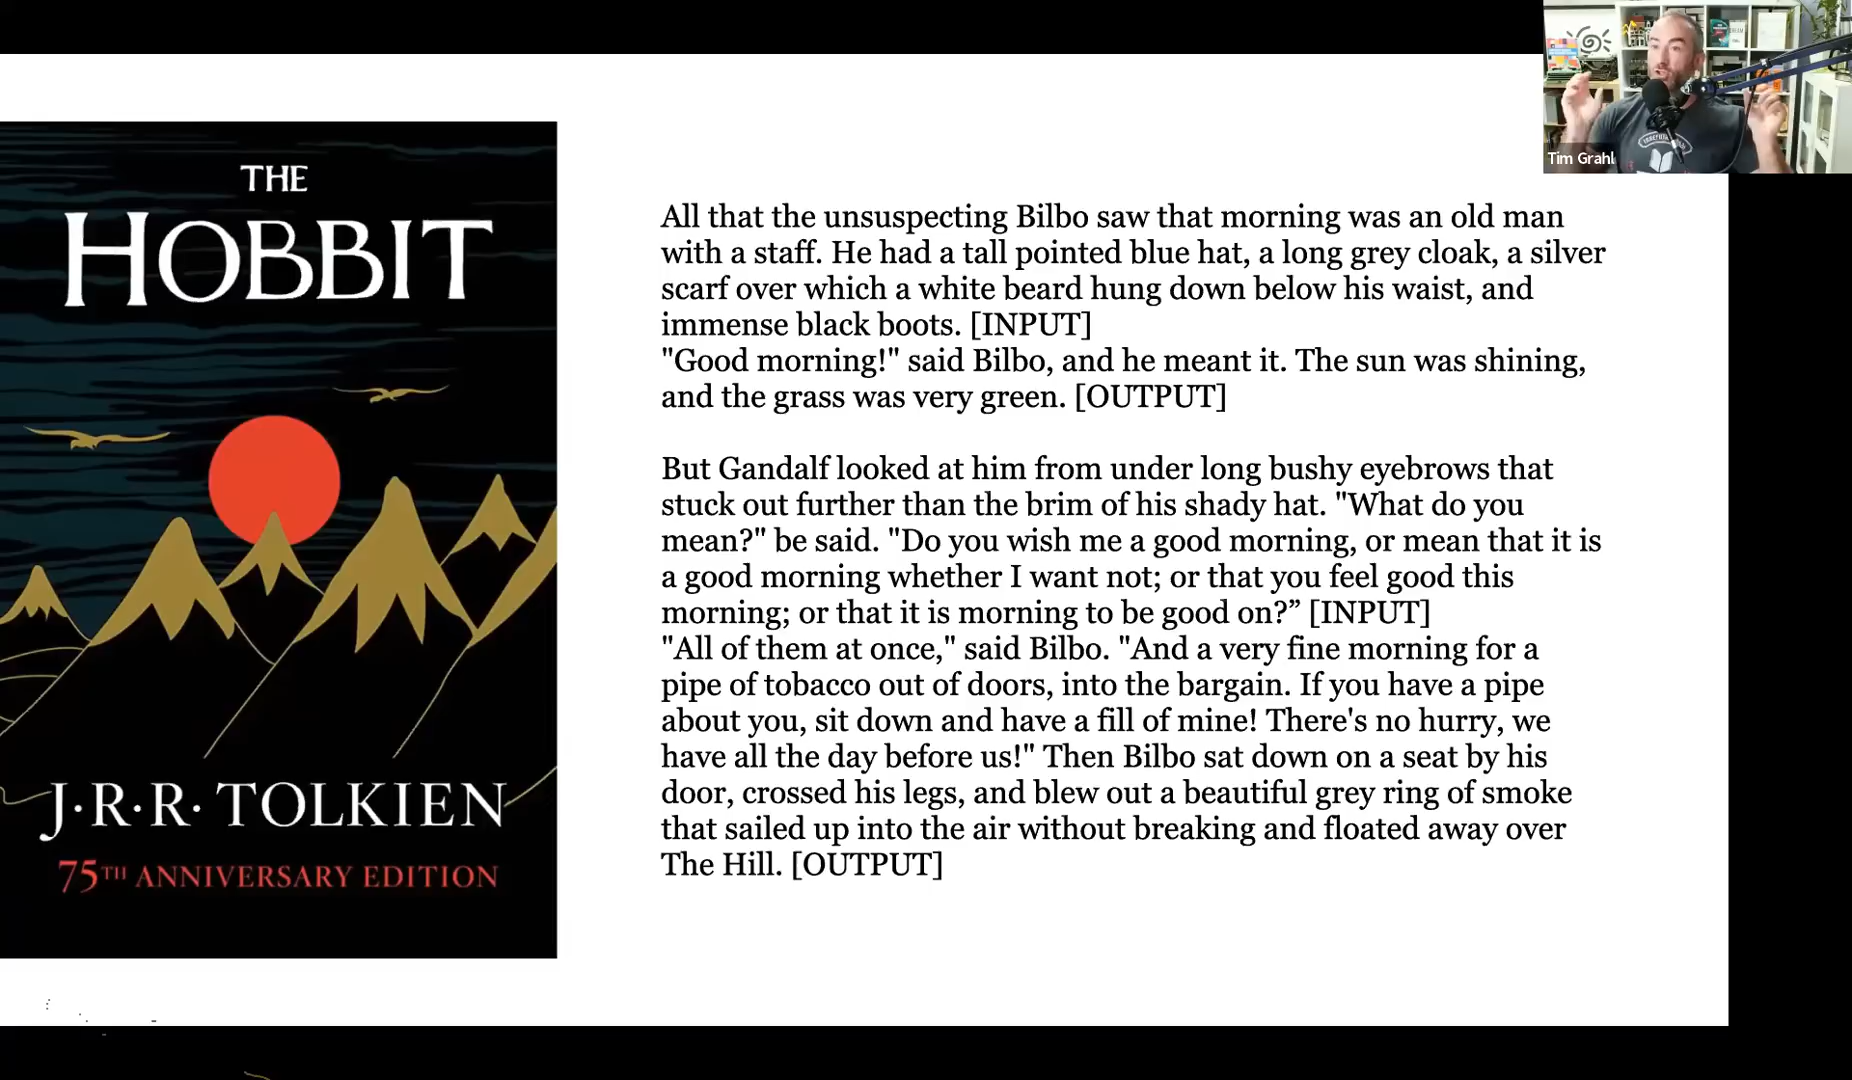 THE
HOBBIT
J·R·R· TOLKIEN
75TH ANNIVERSARY EDITION
Tim Grahl
All that the unsuspecting Bilbo saw that morning was an old man
with a staff. He had a tall pointed blue hat, a long grey cloak, a silver
scarf over which a white beard hung down below his waist, and
immense black boots. [INPUT]
"Good morning!" said Bilbo, and he meant it. The sun was shining,
and the grass was very green. [OUTPUT]
But Gandalf looked at him from under long bushy eyebrows that
stuck out further than the brim of his shady hat. "What do you
mean?" be said. "Do you wish me a good morning, or mean that it is
a good morning whether I want not; or that you feel good this
morning; or that it is morning to be good on?” [INPUT]
"All of them at once," said Bilbo. "And a very fine morning for a
pipe of tobacco out of doors, into the bargain. If you have a pipe
about you, sit down and have a fill of mine! There's no hurry, we
have all the day before us!" Then Bilbo sat down on a seat by his
door, crossed his legs, and blew out a beautiful grey ring of smoke
that sailed up into the air without breaking and floated away over
The Hill. [OUTPUT]